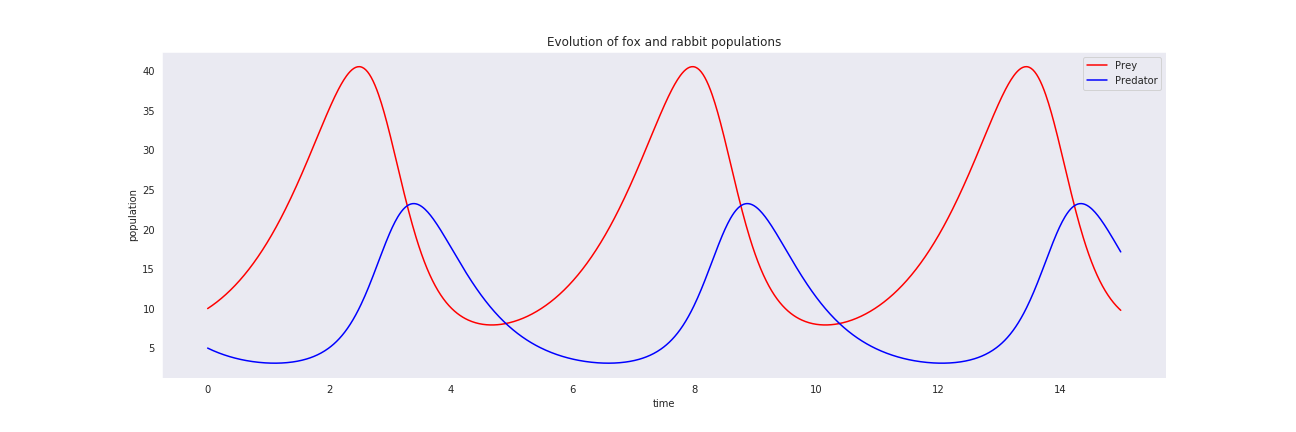 Evolution of fox and rabbit populations
Prey
Predator
population
40
35
30
25
20
15
10
5
0 2 4 6 8 10 12 14
time